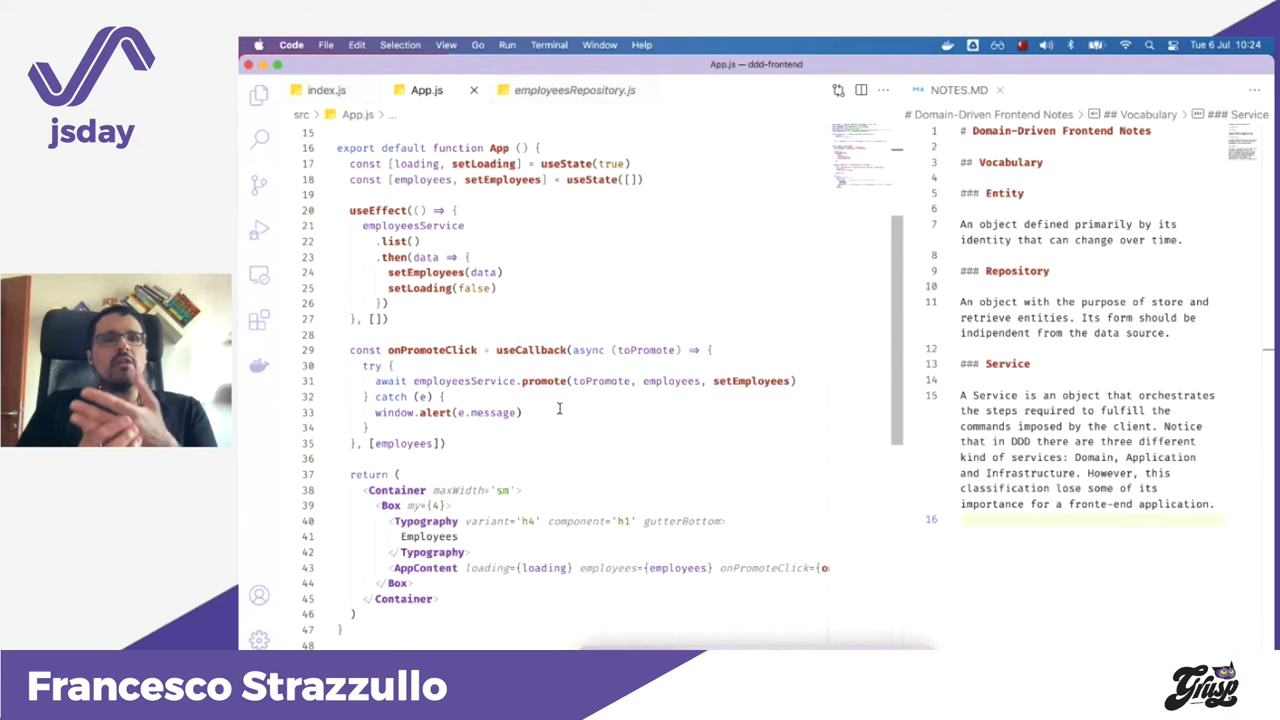 jsday
Code File Edit Selection View Go Run Terminal Window Help
Tue 6 Jul 10:24
App.js — ddd-frontend
index.js
App.js
employeesRepository.js
src > App.js > ...
15
16 export default function App () {
17 const [loading, setLoading] = useState(true)
18 const [employees, setEmployees] = useState([])
19
20 useEffect(() => {
21 employeesService
22 .list()
23 .then(data => {
24 setEmployees(data)
25 setLoading(false)
26 })
27 }, [])
28
29 const onPromoteClick = useCallback(async (toPromote) => {
30 try {
31 await employeesService.promote(toPromote, employees, setEmployees)
32 } catch (e) {
33 window.alert(e.message)
34 }
35 }, [employees])
36
37 return (
38 <Container maxWidth='sm'>
39 <Box my={4}>
40 <Typography variant='h4' component='h1' gutterBottom>
41 Employees
42 </Typography>
43 <AppContent loading={loading} employees={employees} onPromoteClick={o
44 </Box>
45 </Container>
46 )
47 }
48
NOTES.MD
# Domain-Driven Frontend Notes > ## Vocabulary > ### Service
1 # Domain-Driven Frontend Notes
2
3 ## Vocabulary
4
5 ### Entity
6
7 An object defined primarily by its
identity that can change over time.
8
9 ### Repository
10
11 An object with the purpose of store and
retrieve entities. Its form should be
indipendent from the data source.
12
13 ### Service
14
15 A Service is an object that orchestrates
the steps required to fulfill the
commands imposed by the client. Notice
that in DDD there are three different
kind of services: Domain, Application
and Infrastructure. However, this
classification lose some of its
importance for a fronte-end application.
16
Francesco Strazzullo
Grusp